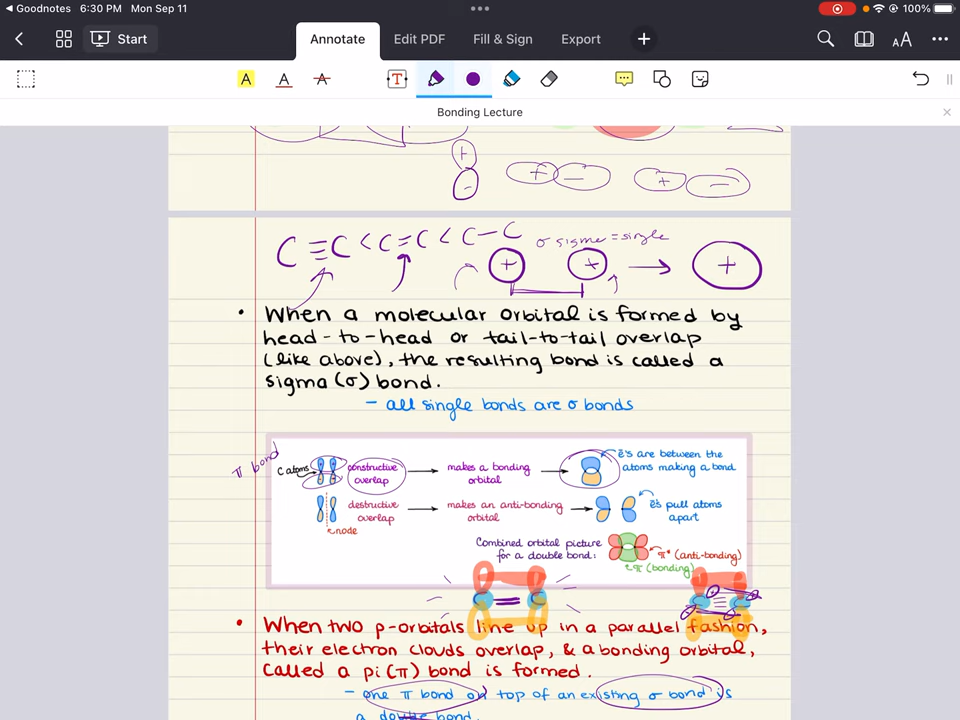 Goodnotes 6:30 PM Mon Sep 11 100%
Start Annotate Edit PDF Fill & Sign Export
Bonding Lecture
+ + - + -
-
C ≡ C < C = C < C - C σ sigma = single
+ + → +
• When a molecular orbital is formed by
head-to-head or tail-to-tail overlap
(like above), the resulting bond is called a
sigma (σ) bond.
- all single bonds are σ bonds
π bond
C atoms constructive overlap → makes a bonding orbital → ē's are between the atoms making a bond
destructive overlap → makes an anti-bonding orbital → ē's pull atoms apart
node
Combined orbital picture for a double bond:
π* (anti-bonding)
π (bonding)
• When two p-orbitals line up in a parallel fashion,
their electron clouds overlap, & a bonding orbital,
called a pi (π) bond is formed.
- one π bond on top of an existing σ bond is
a double bond.